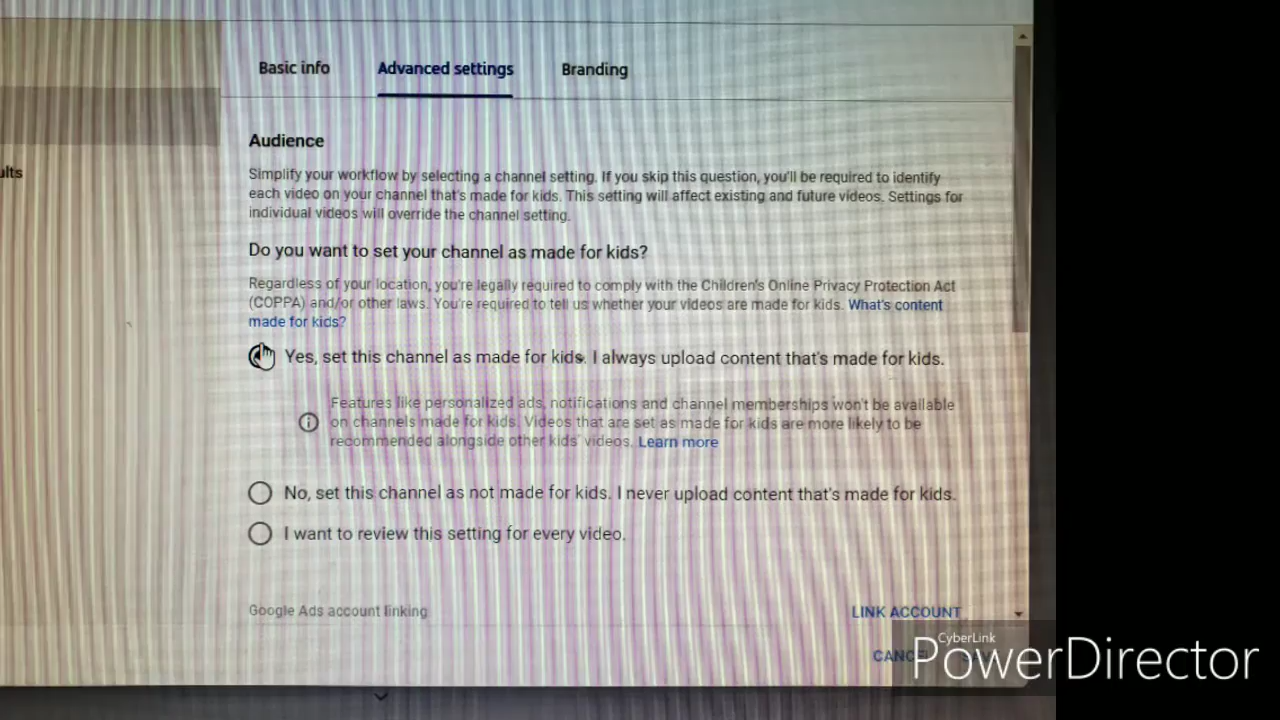 Basic info Advanced settings Branding
Audience
ults
Simplify your workflow by selecting a channel setting. If you skip this question, you'll be required to identify
each video on your channel that's made for kids. This setting will affect existing and future videos. Settings for
individual videos will override the channel setting.
Do you want to set your channel as made for kids?
Regardless of your location, you're legally required to comply with the Children's Online Privacy Protection Act
(COPPA) and/or other laws. You're required to tell us whether your videos are made for kids. What's content
made for kids?
Yes, set this channel as made for kids. I always upload content that's made for kids.
Features like personalized ads, notifications and channel memberships won't be available
on channels made for kids. Videos that are set as made for kids are more likely to be
recommended alongside other kids' videos. Learn more
No, set this channel as not made for kids. I never upload content that's made for kids.
I want to review this setting for every video.
Google Ads account linking LINK ACCOUNT
CyberLink
PowerDirector